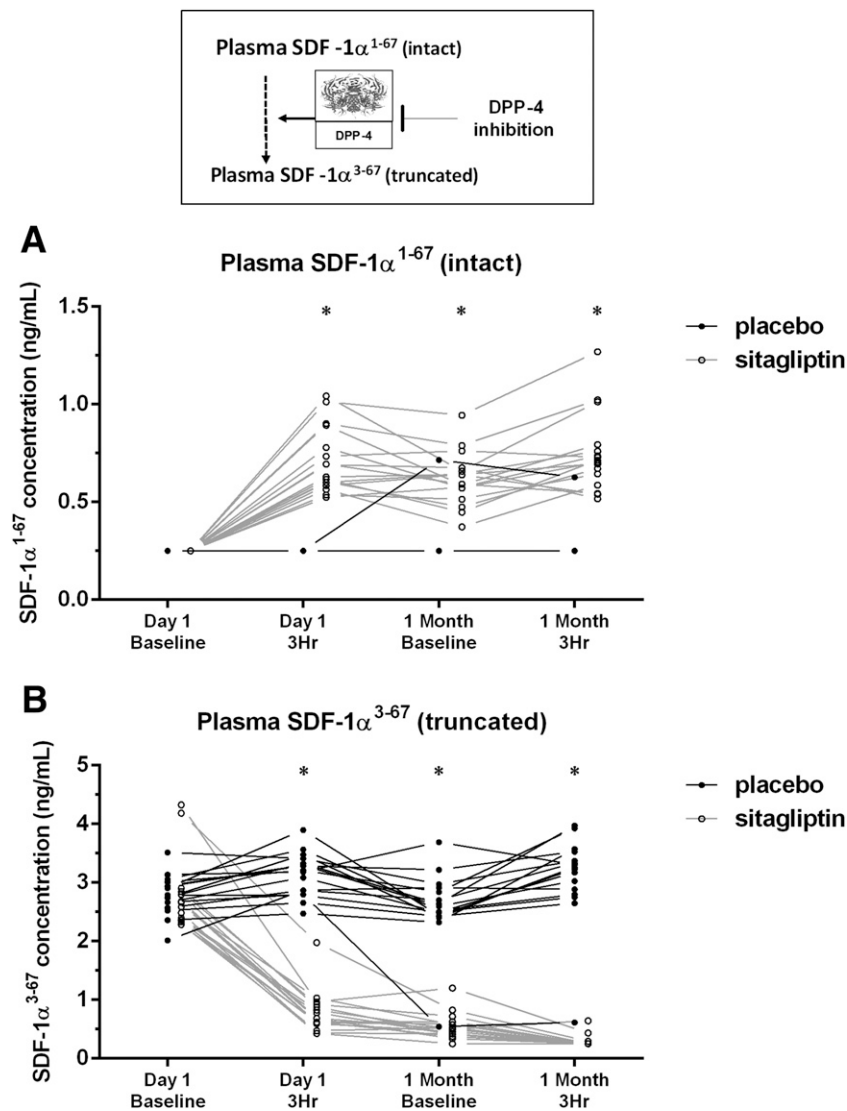 Plasma SDF -1α¹⁻⁶⁷ (intact)
DPP-4
DPP-4
inhibition
Plasma SDF -1α³⁻⁶⁷ (truncated)
A
Plasma SDF-1α¹⁻⁶⁷ (intact)
SDF-1α¹⁻⁶⁷ concentration (ng/mL)
1.5
1.0
0.5
0.0
* * *
placebo
sitagliptin
Day 1 Day 1 1 Month 1 Month
Baseline 3Hr Baseline 3Hr
B
Plasma SDF-1α³⁻⁶⁷ (truncated)
SDF-1α³⁻⁶⁷ concentration (ng/mL)
5
4
3
2
1
0
* * *
placebo
sitagliptin
Day 1 Day 1 1 Month 1 Month
Baseline 3Hr Baseline 3Hr